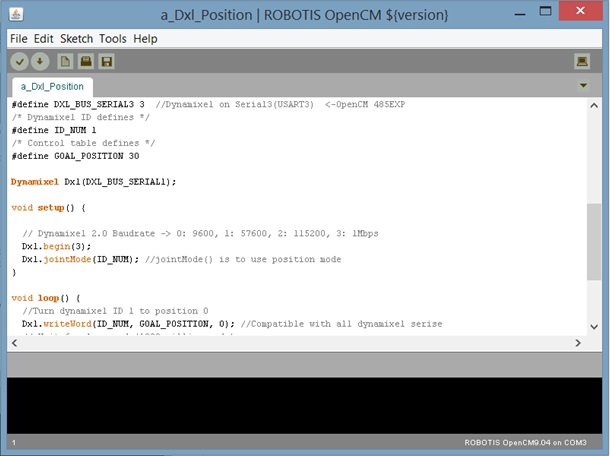 a_Dxl_Position | ROBOTIS OpenCM ${version}
File Edit Sketch Tools Help
a_Dxl_Position
#define DXL_BUS_SERIAL3 3  //Dynamixel on Serial3(USART3)  <-OpenCM 485EXP
/* Dynamixel ID defines */
#define ID_NUM 1
/* Control table defines */
#define GOAL_POSITION 30
Dynamixel Dxl(DXL_BUS_SERIAL1);
void setup() {
// Dynamixel 2.0 Baudrate -> 0: 9600, 1: 57600, 2: 115200, 3: 1Mbps
Dxl.begin(3);
Dxl.jointMode(ID_NUM); //jointMode() is to use position mode
}
void loop() {
//Turn dynamixel ID 1 to position 0
Dxl.writeWord(ID_NUM, GOAL_POSITION, 0); //Compatible with all dynamixel serise
1
ROBOTIS OpenCM9.04 on COM3